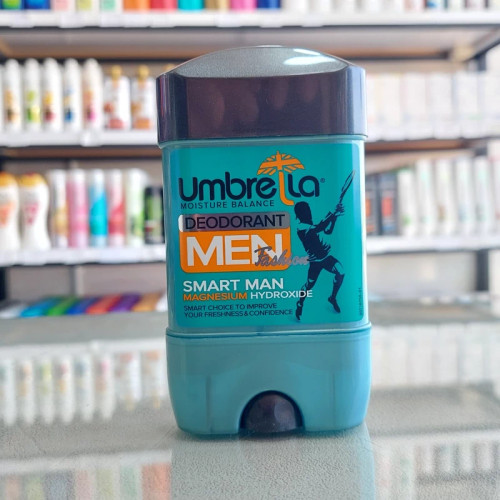 umbrella
MOISTURE BALANCE
DEODORANT
MEN
Fashion
SMART MAN
MAGNESIUM HYDROXIDE
SMART CHOICE TO IMPROVE
YOUR FRESHNESS & CONFIDENCE